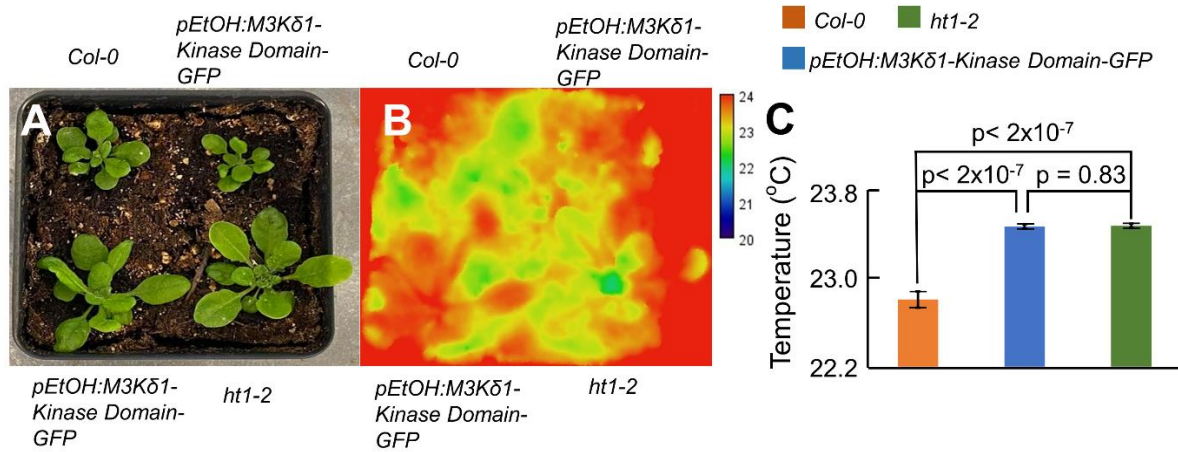 Col-0
pEtOH:M3Kδ1-
Kinase Domain-
GFP
Col-0
pEtOH:M3Kδ1-
Kinase Domain-
GFP
A
B
24
23
22
21
20
pEtOH:M3Kδ1-
Kinase Domain-
GFP
ht1-2
pEtOH:M3Kδ1-
Kinase Domain-
GFP
ht1-2
Col-0 ht1-2
pEtOH:M3Kδ1-Kinase Domain-GFP
C
p< 2x10⁻⁷
p< 2x10⁻⁷ p = 0.83
Temperature (°C)
23.8
23.0
22.2